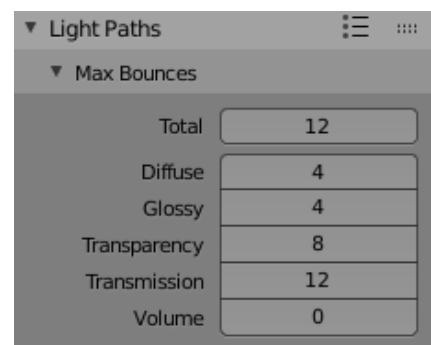 Light Paths
Max Bounces
Total 12
Diffuse 4
Glossy 4
Transparency 8
Transmission 12
Volume 0